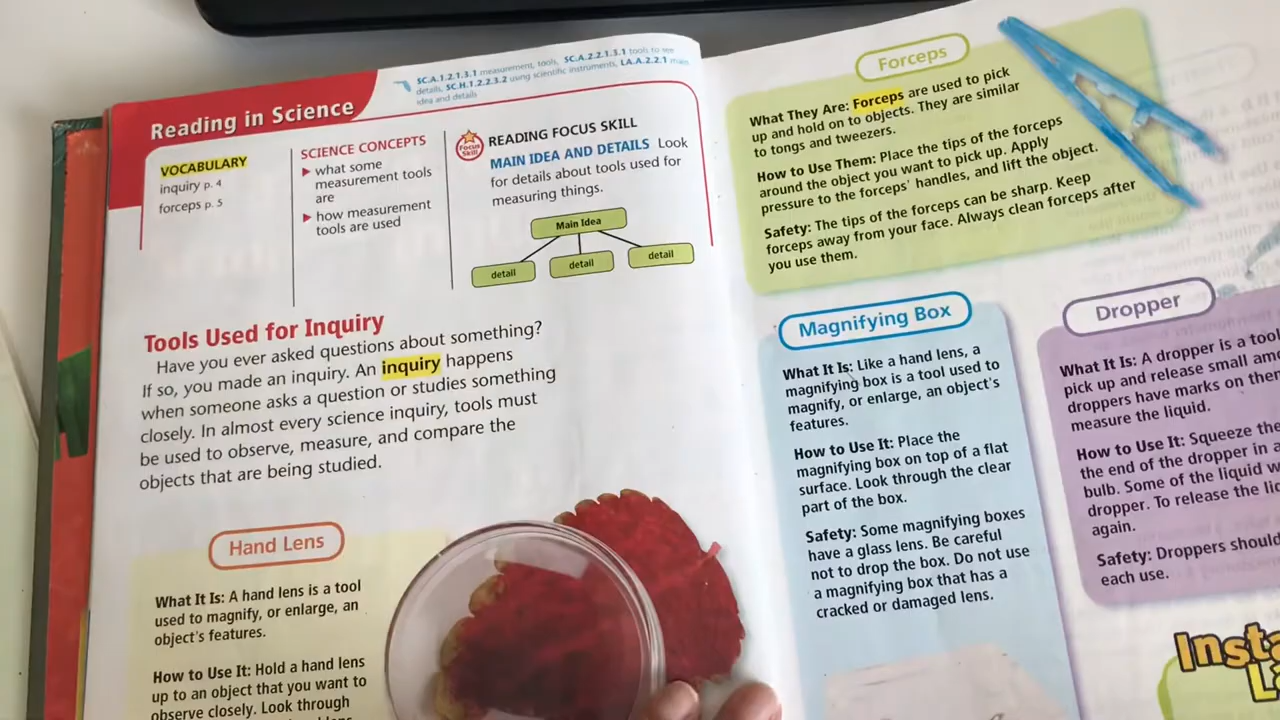 SC.A.1.2.1.3.1 measurement, tools, SC.A.2.2.1.3.1 tools to see
details, SC.H.1.2.2.3.2 using scientific instruments, LA.A.2.2.1 main
idea and details
Reading in Science
VOCABULARY
inquiry p. 4
forceps p. 5
SCIENCE CONCEPTS
what some
measurement tools
are
how measurement
tools are used
Focus
Skill
READING FOCUS SKILL
MAIN IDEA AND DETAILS Look
for details about tools used for
measuring things.
Main Idea
detail
detail
detail
Tools Used for Inquiry
Have you ever asked questions about something?
If so, you made an inquiry. An inquiry happens
when someone asks a question or studies something
closely. In almost every science inquiry, tools must
be used to observe, measure, and compare the
objects that are being studied.
Hand Lens
What It Is: A hand lens is a tool
used to magnify, or enlarge, an
object's features.
How to Use It: Hold a hand lens
up to an object that you want to
observe closely. Look through
Forceps
What They Are: Forceps are used to pick
up and hold on to objects. They are similar
to tongs and tweezers.
How to Use Them: Place the tips of the forceps
around the object you want to pick up. Apply
pressure to the forceps' handles, and lift the object.
Safety: The tips of the forceps can be sharp. Keep
forceps away from your face. Always clean forceps after
you use them.
Magnifying Box
What It Is: Like a hand lens, a
magnifying box is a tool used to
magnify, or enlarge, an object's
features.
How to Use It: Place the
magnifying box on top of a flat
surface. Look through the clear
part of the box.
Safety: Some magnifying boxes
have a glass lens. Be careful
not to drop the box. Do not use
a magnifying box that has a
cracked or damaged lens.
Dropper
What It Is: A dropper is a tool
pick up and release small am
droppers have marks on them
measure the liquid.
How to Use It: Squeeze the
the end of the dropper in a
bulb. Some of the liquid w
dropper. To release the liq
again.
Safety: Droppers should
each use.
Insta
L